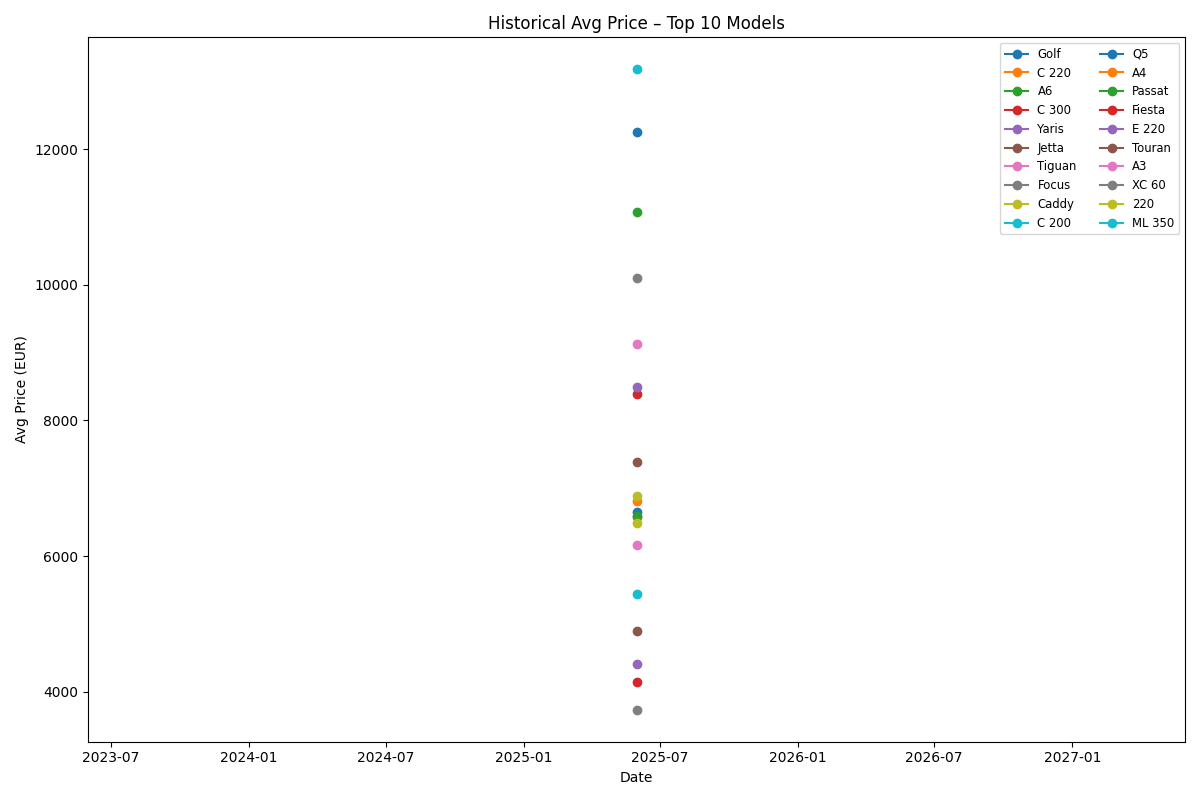 Historical Avg Price – Top 10 Models
Avg Price (EUR)
12000
10000
8000
6000
4000
Golf
C 220
A6
C 300
Yaris
Jetta
Tiguan
Focus
Caddy
C 200
Q5
A4
Passat
Fiesta
E 220
Touran
A3
XC 60
220
ML 350
2023-07 2024-01 2024-07 2025-01 2025-07 2026-01 2026-07 2027-01
Date